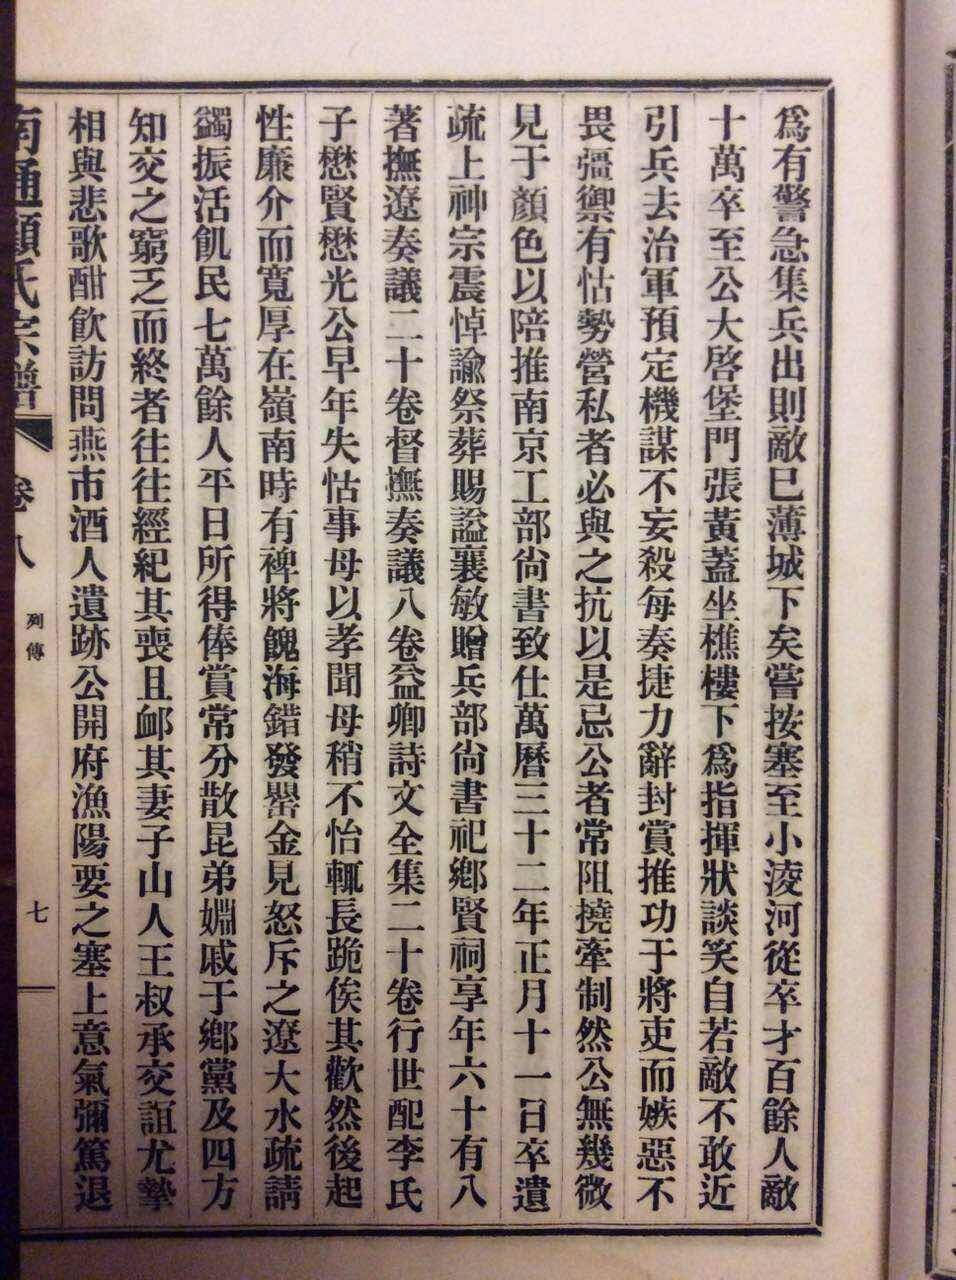 爲有警急集兵出則敵巳薄城下矣嘗按塞至小淩河從卒才百餘人敵
十萬卒至公大啓堡門張黃蓋坐樵樓下爲指揮狀談笑自若敵不敢近
引兵去治軍預定機謀不妄殺每奏捷力辭封賞推功于將吏而嫉惡不
畏彊禦有怙勢營私者必與之抗以是忌公者常阻撓牽制然公無幾微
見于顏色以陪推南京工部尙書致仕萬曆三十二年正月十一日卒遺
疏上神宗震悼諭祭葬賜諡襄敏贈兵部尙書祀鄕賢祠享年六十有八
著撫遼奏議二十卷督撫奏議八卷益卿詩文全集二十卷行世配李氏
子懋賢懋光公早年失怙事母以孝聞母稍不怡輒長跪俟其歡然後起
性廉介而寬厚在嶺南時有裨將餽海錯發罌金見怒斥之遼大水疏請
蠲振活飢民七萬餘人平日所得俸賞常分散昆弟婣戚于鄕黨及四方
知交之窮乏而終者往往經紀其喪且卹其妻子山人王叔承交誼尤摯
相與悲歌酣飮訪問燕市酒人遺跡公開府漁陽要之塞上意氣彌篤退
南通顧氏宗譜 卷八 列傳 七